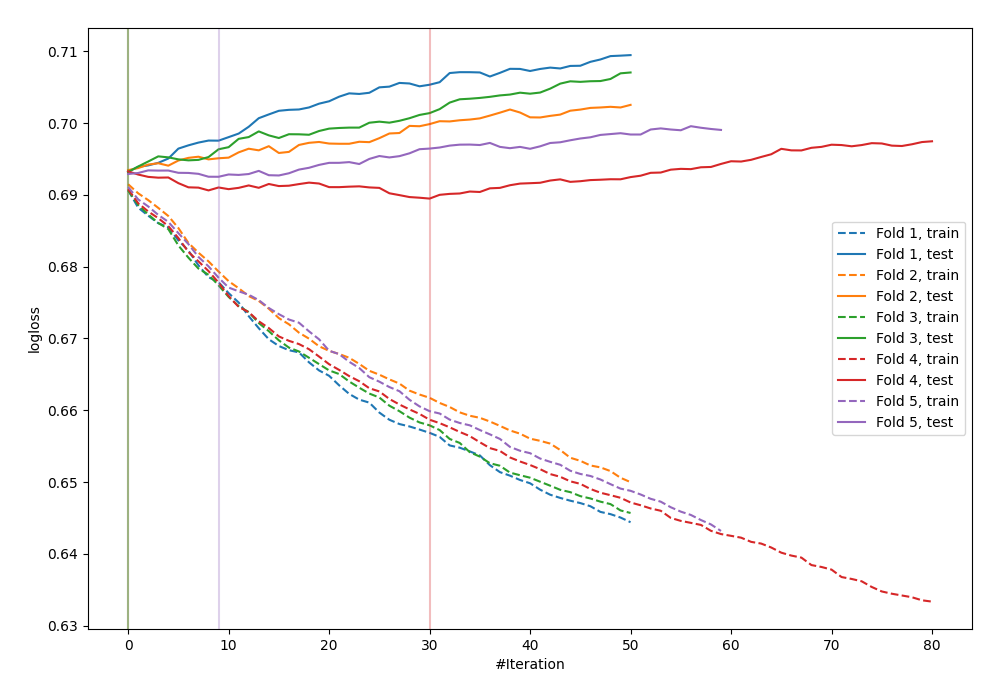 0.71
0.70
0.69
0.68
0.67
0.66
0.65
0.64
0.63
logloss
0 10 20 30 40 50 60 70 80
#Iteration
Fold 1, train
Fold 1, test
Fold 2, train
Fold 2, test
Fold 3, train
Fold 3, test
Fold 4, train
Fold 4, test
Fold 5, train
Fold 5, test